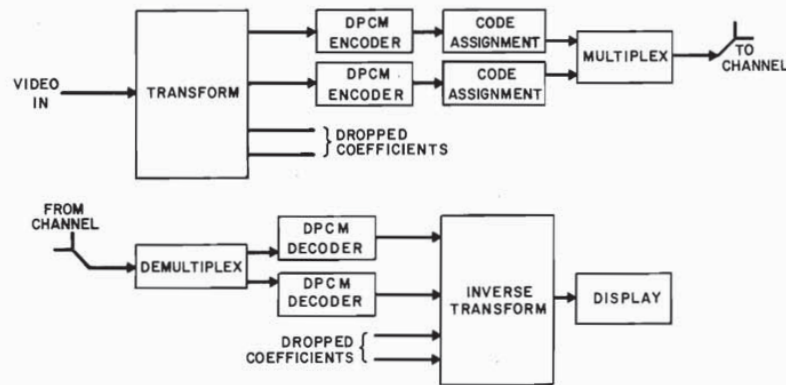 DPCM
ENCODER
CODE
ASSIGNMENT
MULTIPLEX
TO
CHANNEL
VIDEO
IN
TRANSFORM
DPCM
ENCODER
CODE
ASSIGNMENT
DROPPED
COEFFICIENTS
FROM
CHANNEL
DEMULTIPLEX
DPCM
DECODER
DPCM
DECODER
INVERSE
TRANSFORM
DISPLAY
DROPPED
COEFFICIENTS